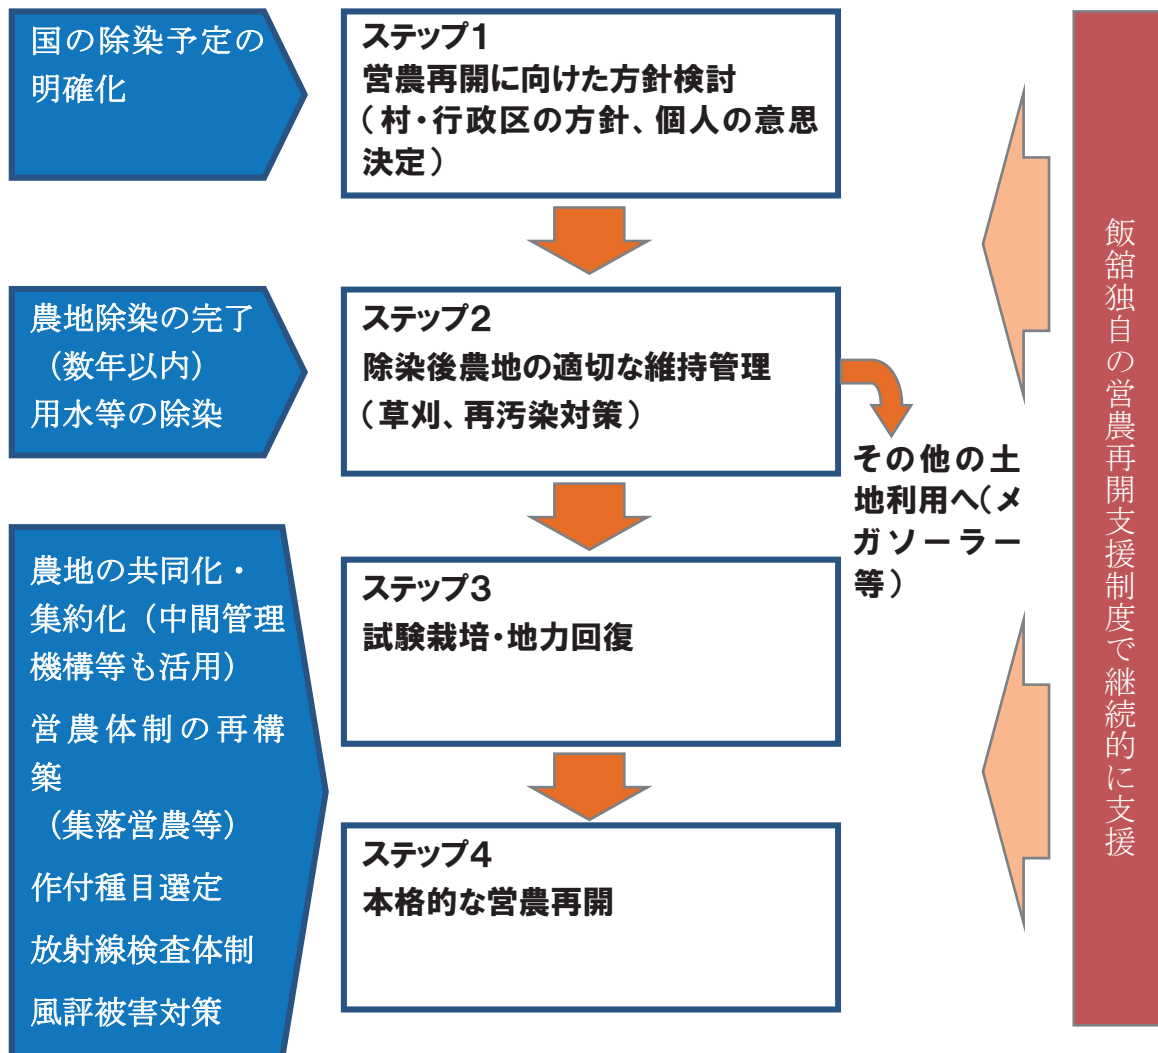 国の除染予定の
明確化
ステップ1
営農再開に向けた方針検討
（村・行政区の方針、個人の意思
決定）
農地除染の完了
（数年以内）
用水等の除染
ステップ2
除染後農地の適切な維持管理
（草刈、再汚染対策）
その他の土
地利用へ（メ
ガソーラー
等）
農地の共同化・
集約化（中間管理
機構等も活用）
営農体制の再構
築
（集落営農等）
作付種目選定
放射線検査体制
風評被害対策
ステップ3
試験栽培・地力回復
ステップ4
本格的な営農再開
飯舘独自の営農再開支援制度で継続的に支援